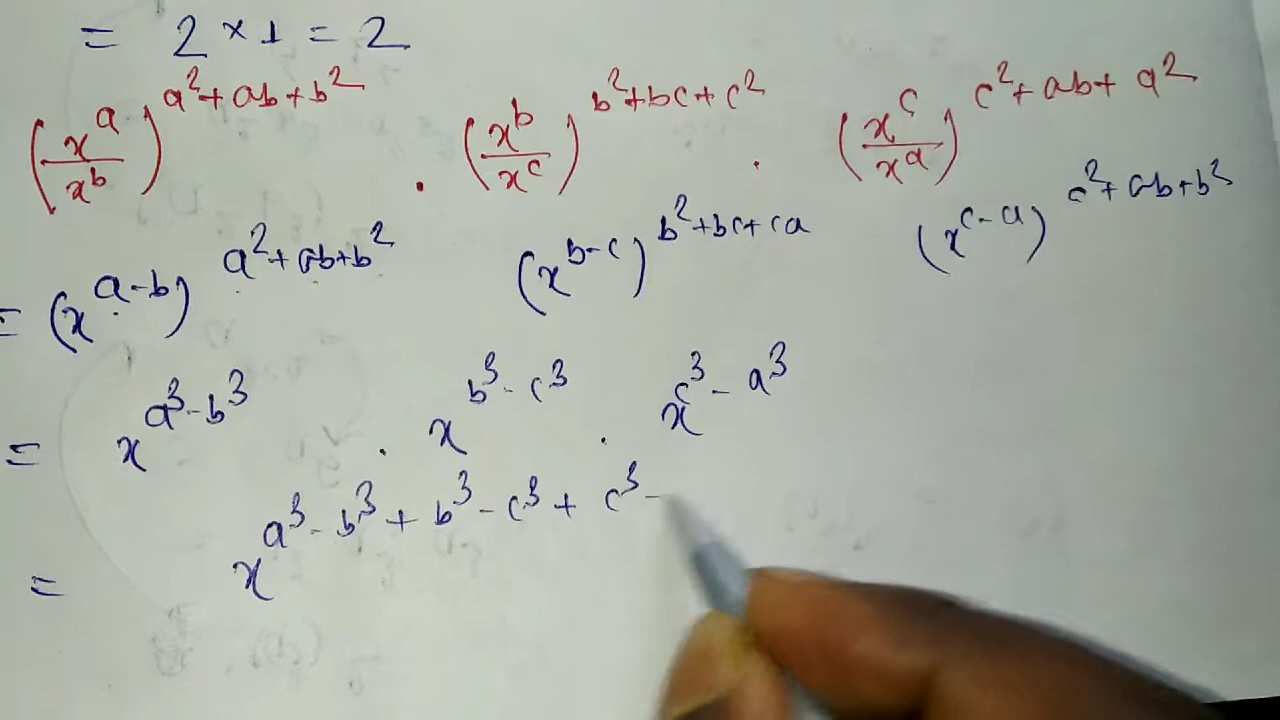 = 2 × 1 = 2
(x^a/x^b)^(a²+ab+b²) . (x^b/x^c)^(b²+bc+c²) . (x^c/x^a)^(c²+ab+a²)
= (x^(a-b))^(a²+ab+b²) (x^(b-c))^(b²+bc+ca) (x^(c-a))^(c²+ab+b²)
= x^(a³-b³) . x^(b³-c³) . x^(c³-a³)
= x^(a³-b³+b³-c³+c³-